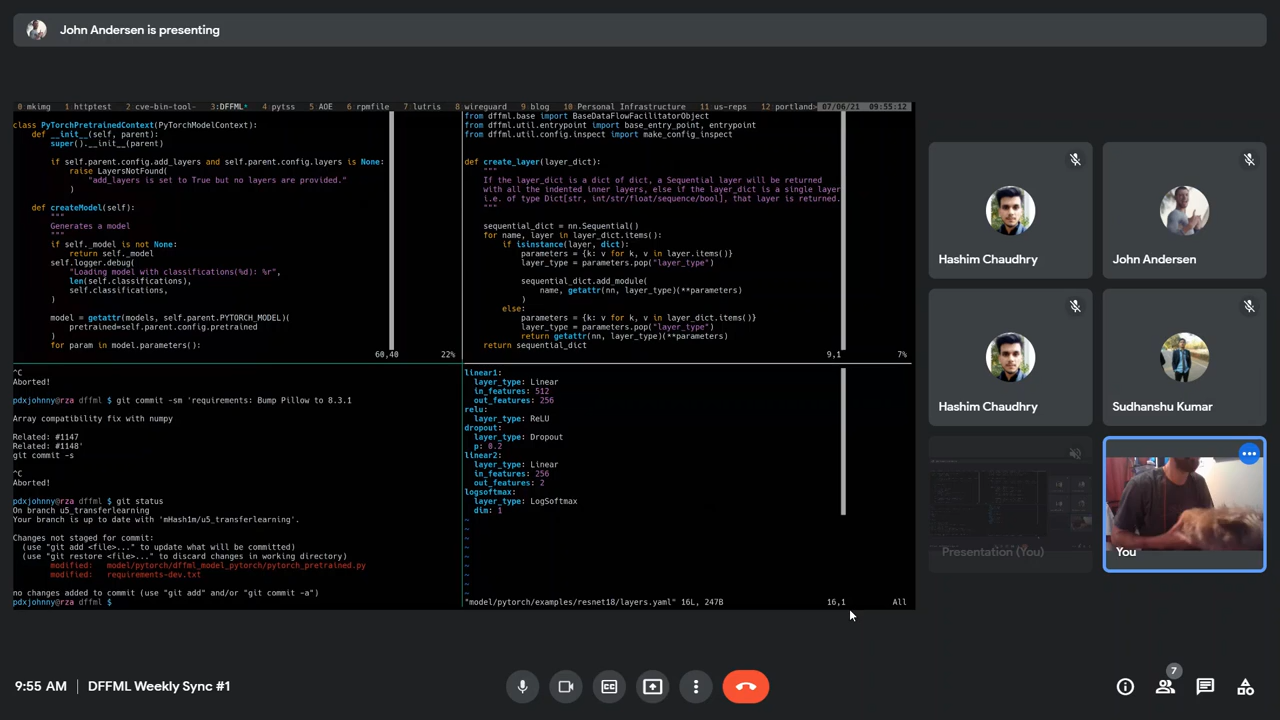 John Andersen is presenting
0 mkimg 1 httptest 2 cve-bin-tool- 3:DFFML* 4 pytss 5 AOE 6 rpmfile 7 lutris 8 wireguard 9 blog 10 Personal Infrastructure 11 us-reps 12 portland> 07/06/21 09:55:12
class PyTorchPretrainedContext(PyTorchModelContext):
def __init__(self, parent):
super().__init__(parent)
if self.parent.config.add_layers and self.parent.config.layers is None:
raise LayersNotFound(
"add_layers is set to True but no layers are provided."
)
def createModel(self):
"""
Generates a model
"""
if self._model is not None:
return self._model
self.logger.debug(
"Loading model with classifications(%d): %r",
len(self.classifications),
self.classifications,
)
model = getattr(models, self.parent.PYTORCH_MODEL)(
pretrained=self.parent.config.pretrained
)
for param in model.parameters():
60,40 22%
from dffml.base import BaseDataFlowFacilitatorObject
from dffml.util.entrypoint import base_entry_point, entrypoint
from dffml.util.config.inspect import make_config_inspect
def create_layer(layer_dict):
"""
If the layer_dict is a dict of dict, a Sequential layer will be returned
with all the indented inner layers, else if the layer_dict is a single layer
i.e. of type Dict[str, int/str/float/sequence/bool], that layer is returned.
"""
sequential_dict = nn.Sequential()
for name, layer in layer_dict.items():
if isinstance(layer, dict):
parameters = {k: v for k, v in layer.items()}
layer_type = parameters.pop("layer_type")
sequential_dict.add_module(
name, getattr(nn, layer_type)(**parameters)
)
else:
parameters = {k: v for k, v in layer_dict.items()}
layer_type = parameters.pop("layer_type")
return getattr(nn, layer_type)(**parameters)
return sequential_dict
9,1 7%
^C
Aborted!
pdxjohnny@rza dffml $ git commit -sm 'requirements: Bump Pillow to 8.3.1
Array compatibility fix with numpy
Related: #1147
Related: #1148'
git commit -s
^C
Aborted!
pdxjohnny@rza dffml $ git status
On branch u5_transferlearning
Your branch is up to date with 'mHash1m/u5_transferlearning'.
Changes not staged for commit:
(use "git add <file>..." to update what will be committed)
(use "git restore <file>..." to discard changes in working directory)
modified: model/pytorch/dffml_model_pytorch/pytorch_pretrained.py
modified: requirements-dev.txt
no changes added to commit (use "git add" and/or "git commit -a")
pdxjohnny@rza dffml $
linear1:
layer_type: Linear
in_features: 512
out_features: 256
relu:
layer_type: ReLU
dropout:
layer_type: Dropout
p: 0.2
linear2:
layer_type: Linear
in_features: 256
out_features: 2
logsoftmax:
layer_type: LogSoftmax
dim: 1
~
~
~
~
~
~
~
~
~
"model/pytorch/examples/resnet18/layers.yaml" 16L, 247B 16,1 All
Hashim Chaudhry
John Andersen
Hashim Chaudhry
Sudhanshu Kumar
Presentation (You)
You
9:55 AM | DFFML Weekly Sync #1
7